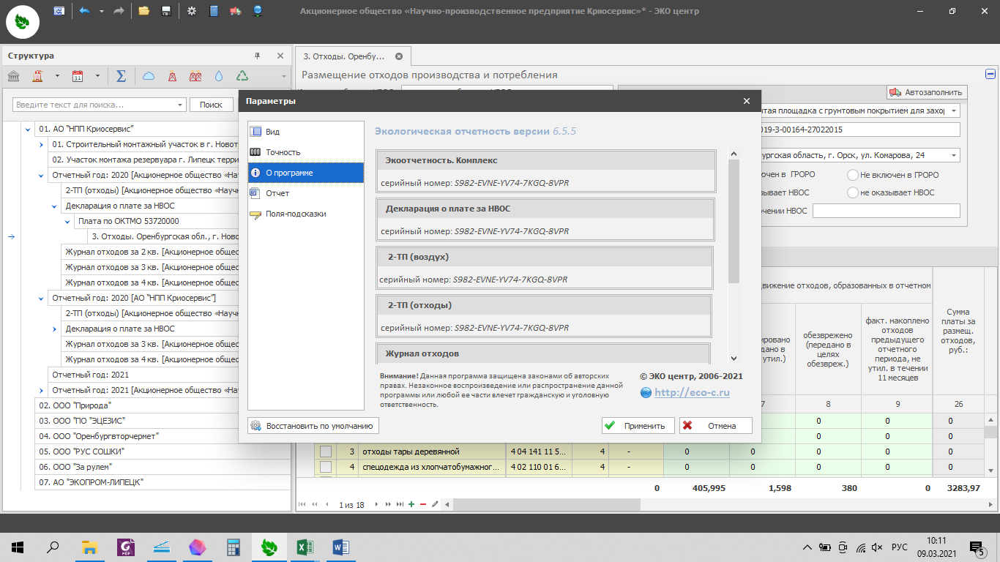 Акционерное общество «Научно-производственное предприятие Криосервис»* - ЭКО центр
Структура
31
Введите текст для поиска...
Поиск
01. АО "НПП Криосервис"
01. Строительный монтажный участок в г. Новот
02. Участок монтажа резервуара г. Липецк терри
Отчетный год: 2020 [Акционерное общество «Нау
2-ТП (отходы) [Акционерное общество «Научн
Декларация о плате за НВОС
Плата по ОКТМО 53720000
3. Отходы. Оренбургская обл., г. Ново
Журнал отходов за 2 кв. [Акционерное общес
Журнал отходов за 3 кв. [Акционерное общес
Журнал отходов за 4 кв. [Акционерное общес
Отчетный год: 2020 [АО "НПП Криосервис"]
2-ТП (отходы) [Акционерное общество «Научн
Декларация о плате за НВОС
Журнал отходов за 3 кв. [Акционерное общес
Журнал отходов за 4 кв. [Акционерное общес
Отчетный год: 2021
Отчетный год: 2021 [Акционерное общество «Нау
02. ООО "Природа"
03. ООО "ПО "ЭЦЕЗИС"
04. ООО "Оренбургвторчермет"
05. ООО "РУС СОШКИ"
06. ООО "За рулем"
07. АО "ЭКОПРОМ-ЛИПЕЦК"
3. Отходы. Оренбу...
Размещение отходов производства и потребления
Автозаполнить
тая площадка с грунтовым покрытием для захор
019-З-00164-27022015
ургская область, г. Орск, ул. Комарова, 24
ючен в ГРОРО
Не включен в ГРОРО
зывает НВОС
не оказывает НВОС
ючении НВОС
Параметры
Вид
Точность
О программе
Отчет
Поля-подсказки
Экологическая отчетность версии 6.5.5
Экоотчетность. Комплекс
серийный номер: S982-EVNE-YV74-7KGQ-8VPR
Декларация о плате за НВОС
серийный номер: S982-EVNE-YV74-7KGQ-8VPR
2-ТП (воздух)
серийный номер: S982-EVNE-YV74-7KGQ-8VPR
2-ТП (отходы)
серийный номер: S982-EVNE-YV74-7KGQ-8VPR
Журнал отходов
Внимание! Данная программа защищена законами об авторских
правах. Незаконное воспроизведение или распространение данной
программы или любой ее части влечет гражданскую и уголовную
ответственность.
© ЭКО центр, 2006-2021
http://eco-c.ru
Восстановить по умолчанию
Применить
Отмена
движение отходов, образованных в отчетном
ировано
дано в
утил.)
обезврежено
(передано в
целях
обезвреж.)
факт. накоплено
отходов
предыдущего
отчетного
периода, не
утил. в течении
11 месяцев
Сумма
платы за
размещ.
отходов,
руб.:
7 8 9 26
0 0 0
0 0 0
3 отходы тары деревянной 4 04 141 11 5... 4 - 0 0 0 0 0
4 спецодежда из хлопчатобумажног... 4 02 110 01 6... 4 - 0 0 0 0 0
0 405,995 1,598 380 0 3283,97
1 из 18
РУС
10:11
09.03.2021
5